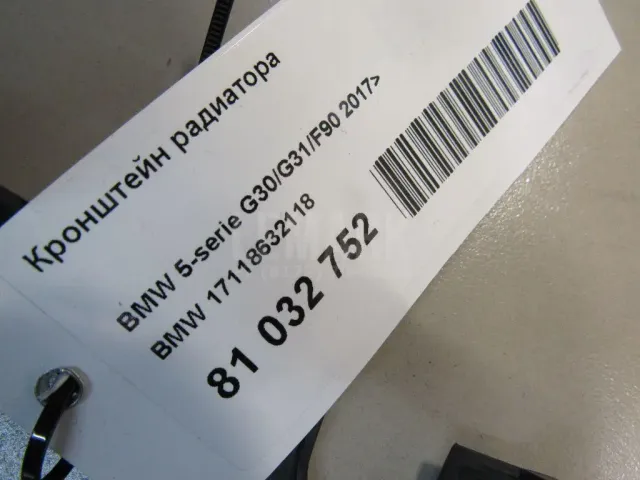 Кронштейн радиатора
BMW 5-serie G30/G31/F90 2017>
BMW 17118632118
81 032 752